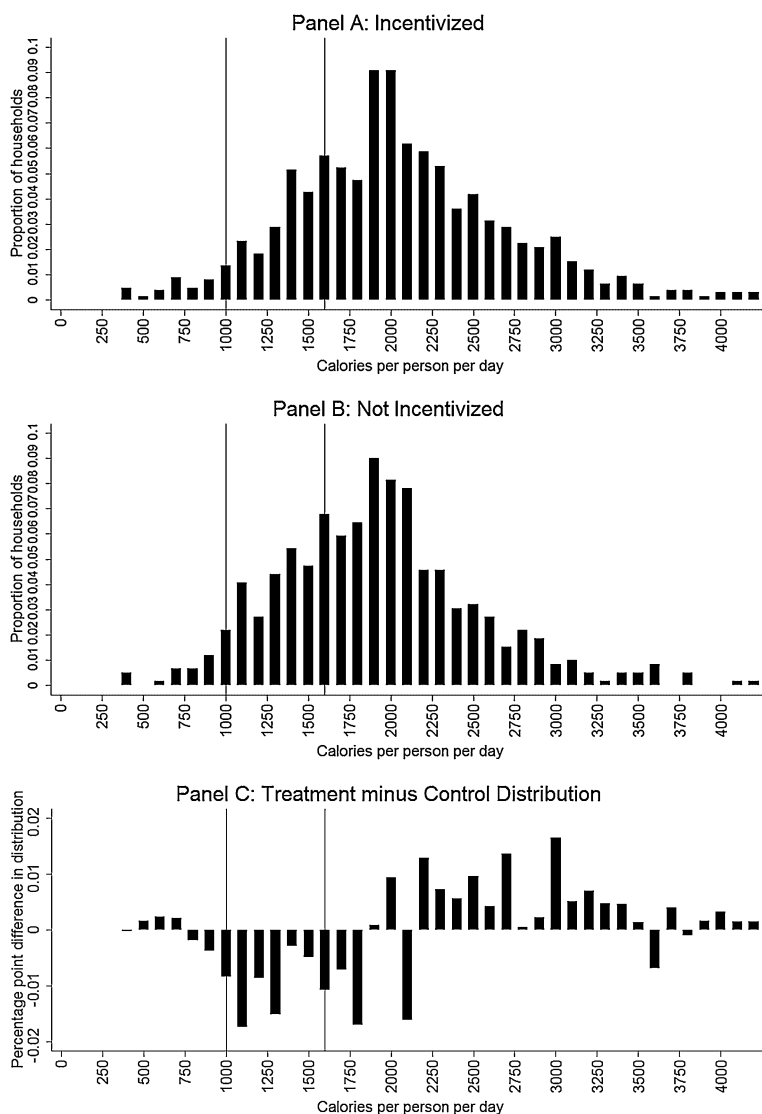 Panel A: Incentivized
Proportion of households
0 0.01 0.02 0.03 0.04 0.05 0.06 0.07 0.08 0.09 0.1
0 250 500 750 1000 1250 1500 1750 2000 2250 2500 2750 3000 3250 3500 3750 4000
Calories per person per day
Panel B: Not Incentivized
Proportion of households
0 0.01 0.02 0.03 0.04 0.05 0.06 0.07 0.08 0.09 0.1
0 250 500 750 1000 1250 1500 1750 2000 2250 2500 2750 3000 3250 3500 3750 4000
Calories per person per day
Panel C: Treatment minus Control Distribution
Percentage point difference in distribution
-0.02 -0.01 0 0.01 0.02
0 250 500 750 1000 1250 1500 1750 2000 2250 2500 2750 3000 3250 3500 3750 4000
Calories per person per day